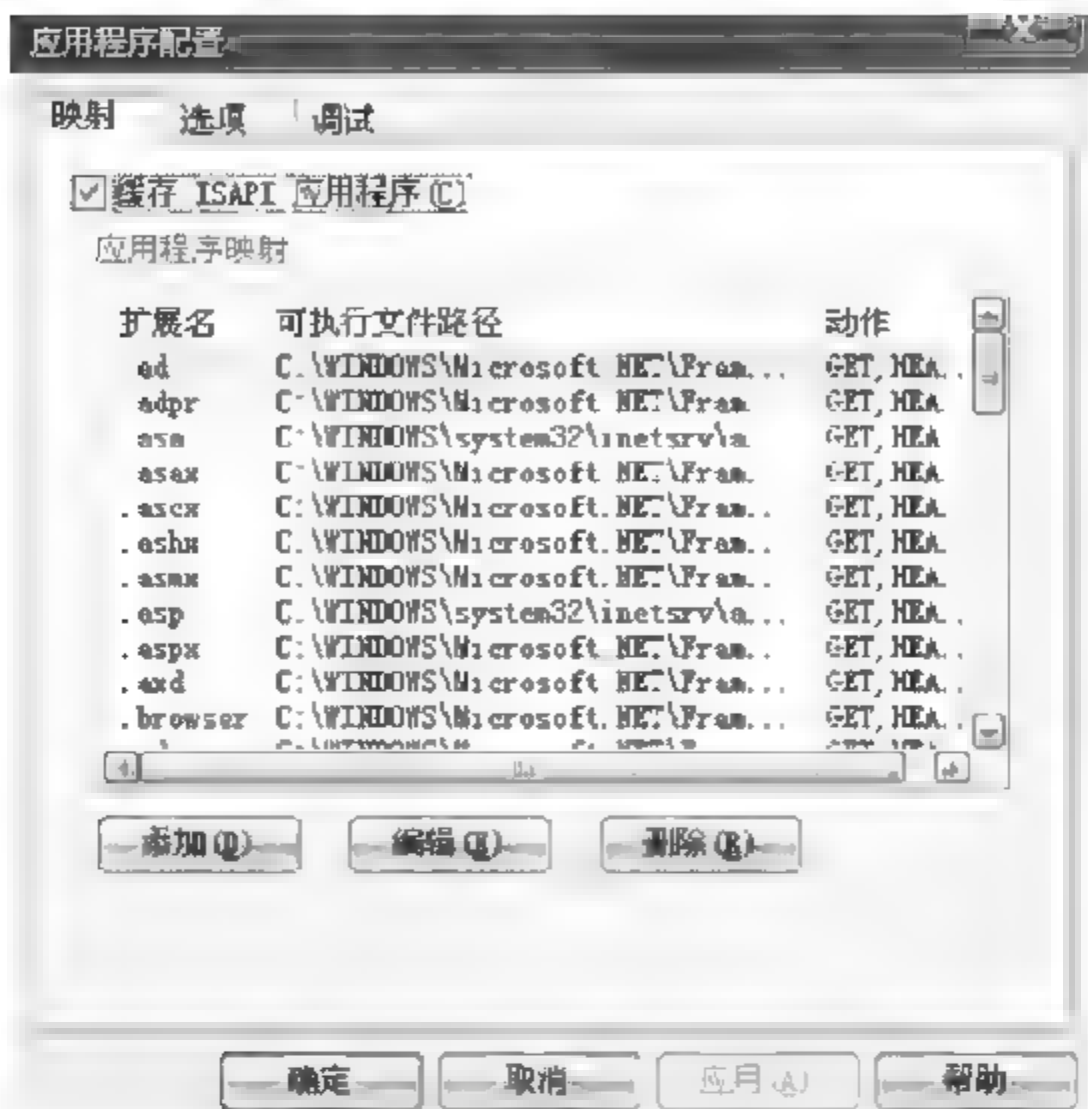 应用程序配置
映射 选项 调试
缓存 ISAPI 应用程序(C)
应用程序映射
扩展名 可执行文件路径 动作
ad C:\WINDOWS\Microsoft NET\Fram... GET,HEA..
adpr C:\WINDOWS\Microsoft NET\Fram GET,HEA
asa C:\WINDOWS\system32\inetsrv\a GET,HEA
asax C:\WINDOWS\Microsoft NET\Fram. GET,HEA
.ascx C:\WINDOWS\Microsoft.NET\Fram.. GET,HEA.
.ashx C.\WINDOWS\Microsoft.NET\Fram.. GET,HEA.
.asmx C.\WINDOWS\Microsoft.NET\Fram.. GET,HEA.
.asp C.\WINDOWS\system32\inetsrv\a... GET,HEA..
.aspx C:\WINDOWS\Microsoft NET\Fram.. GET,HEA..
.axd C:\WINDOWS\Microsoft NET\Fram... GET,HEA..
.browser C:\WINDOWS\Microsoft.NET\Fram... GET,HEA..
添加(D) 编辑(E) 删除(R)
确定 取消 应用(A) 帮助